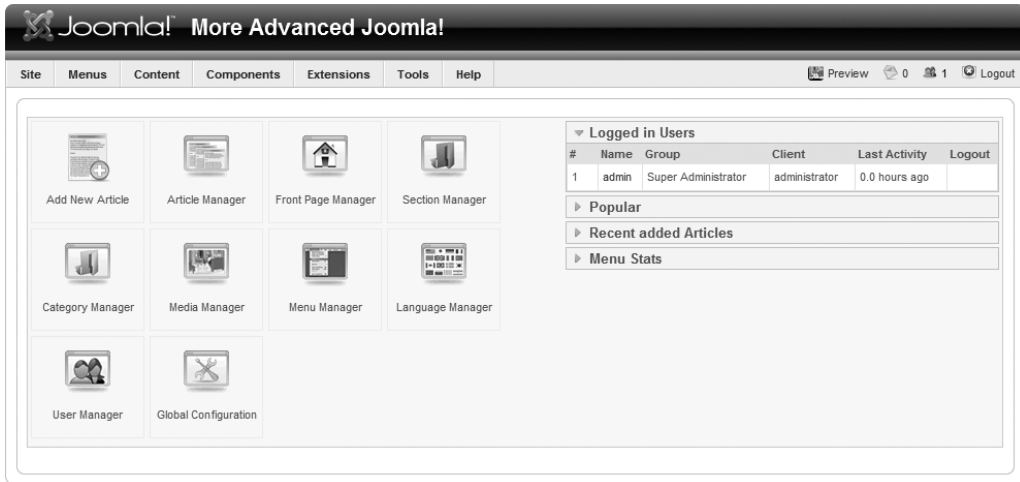 Joomla! More Advanced Joomla!
Site Menus Content Components Extensions Tools Help Preview 0 1 Logout
Add New Article Article Manager Front Page Manager Section Manager
Category Manager Media Manager Menu Manager Language Manager
User Manager Global Configuration
Logged in Users
# Name Group Client Last Activity Logout
1 admin Super Administrator administrator 0.0 hours ago
Popular
Recent added Articles
Menu Stats